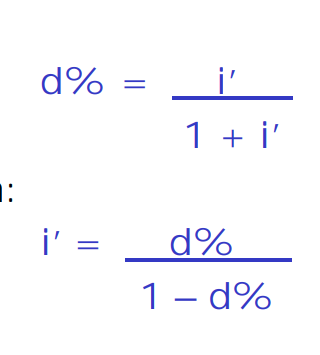 d% = i′
1 + i′
:
i′ = d%
1 – d%